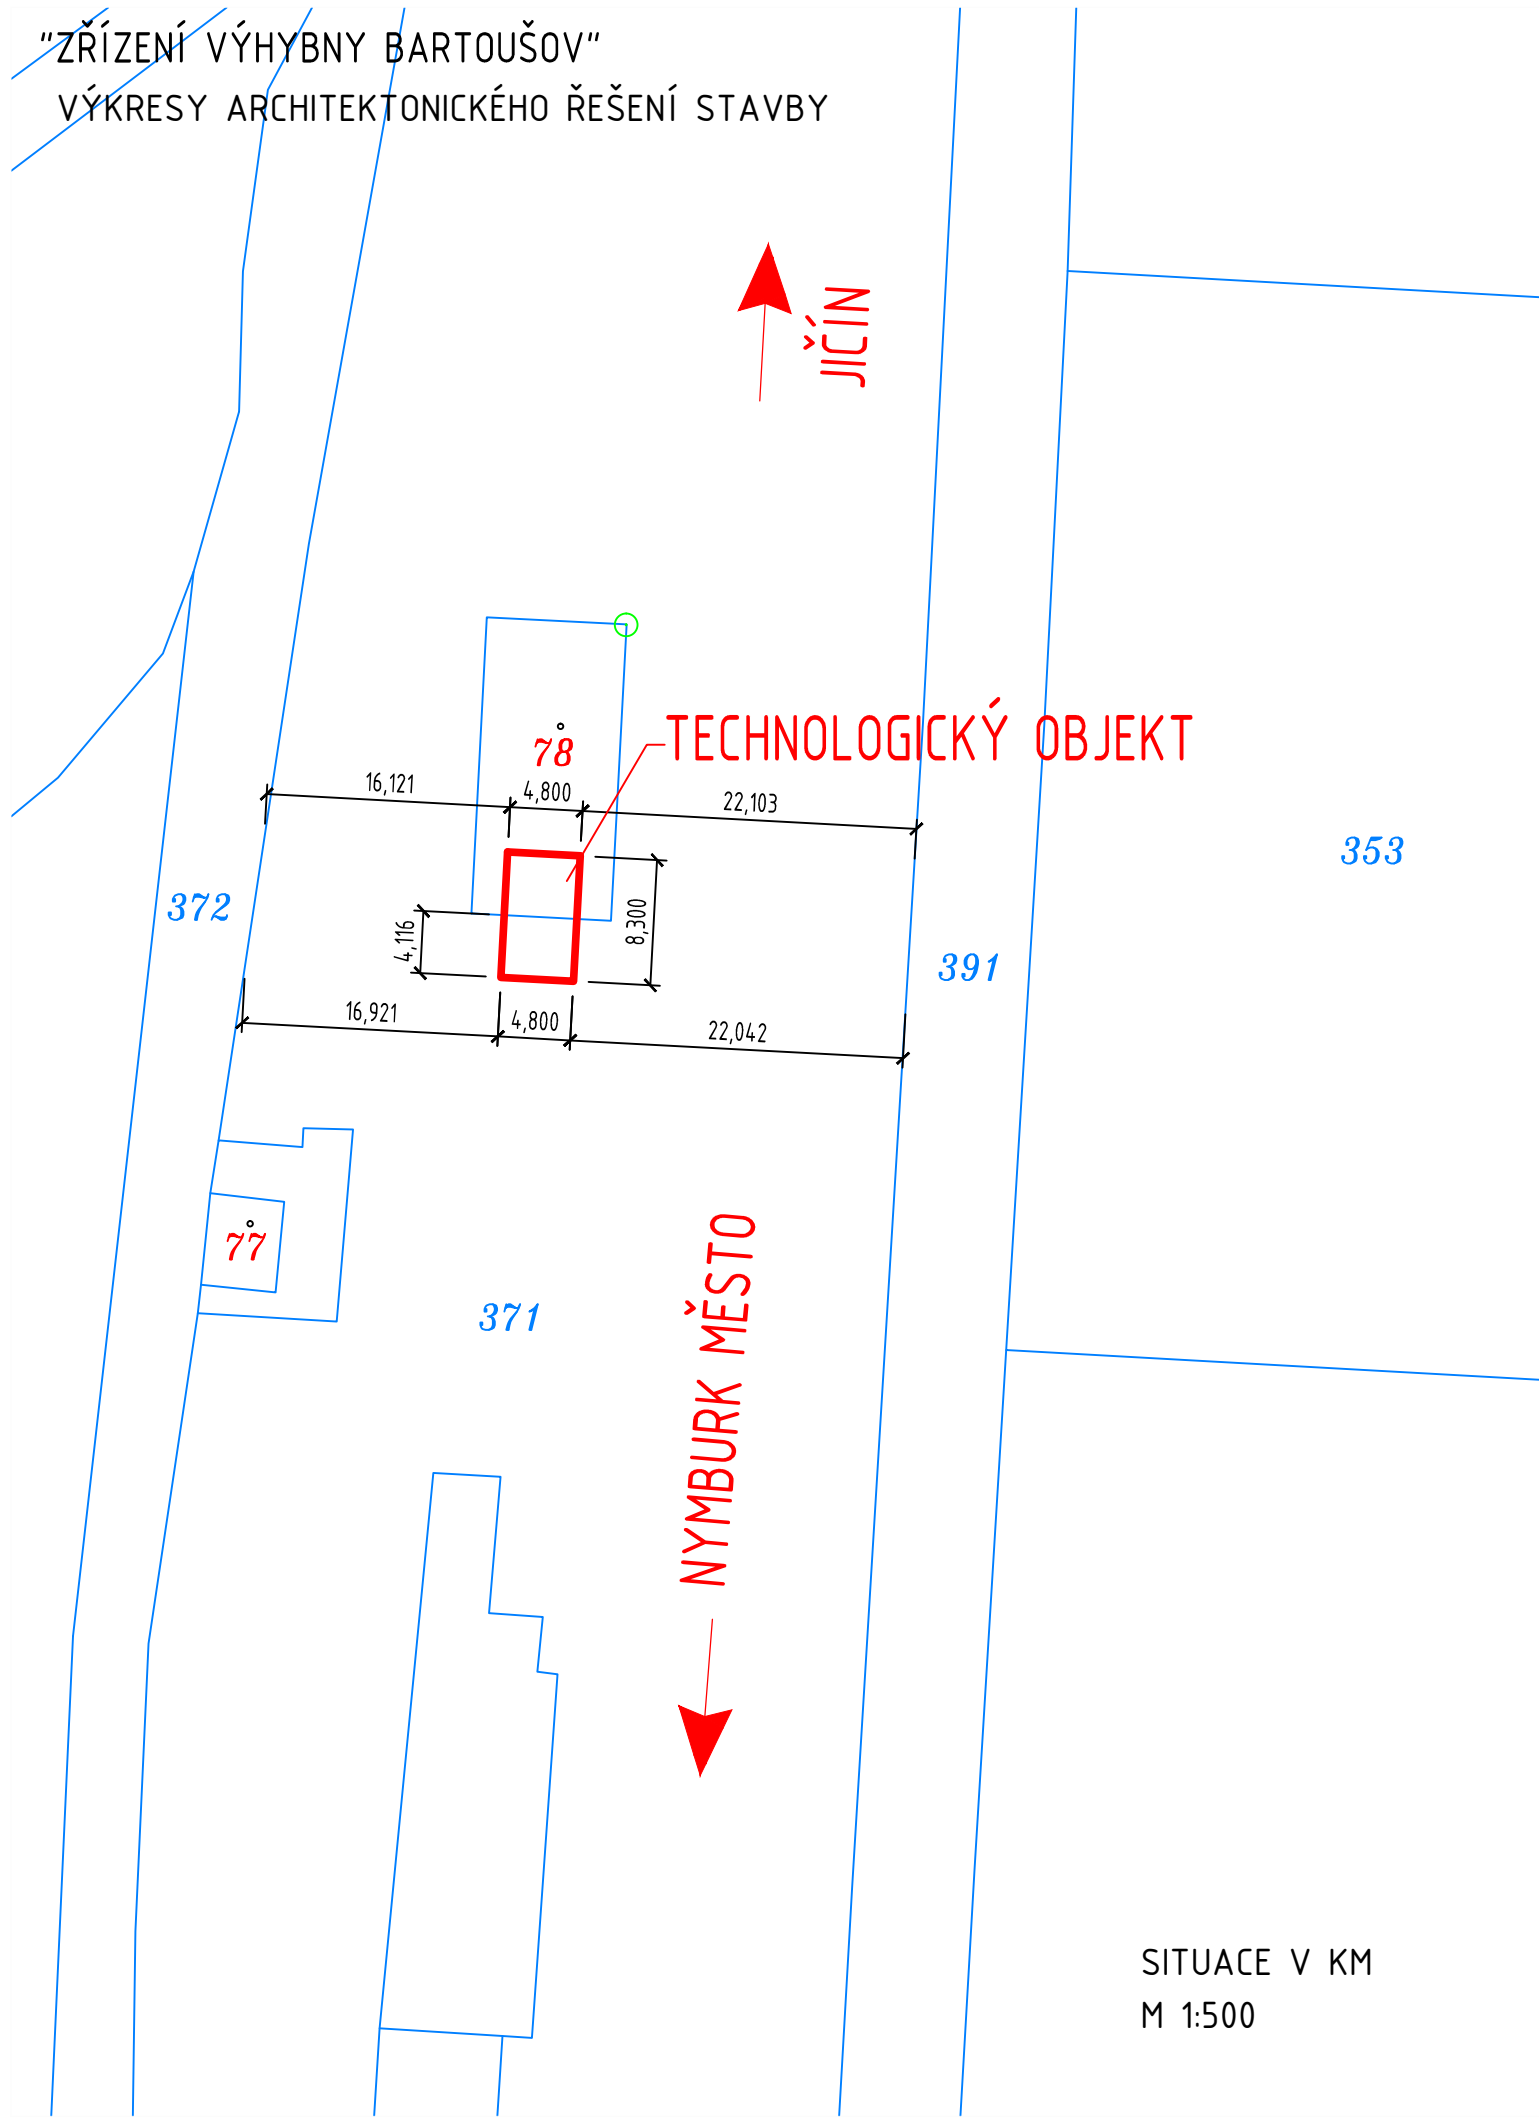 "ZŘÍZENÍ VÝHYBNY BARTOUŠOV"
VÝKRESY ARCHITEKTONICKÉHO ŘEŠENÍ STAVBY
JIČÍN
78
TECHNOLOGICKÝ OBJEKT
16,121
4,800
22,103
353
372
4,116
8,300
391
16,921
4,800
22,042
77
371
NYMBURK MĚSTO
SITUACE V KM
M 1:500